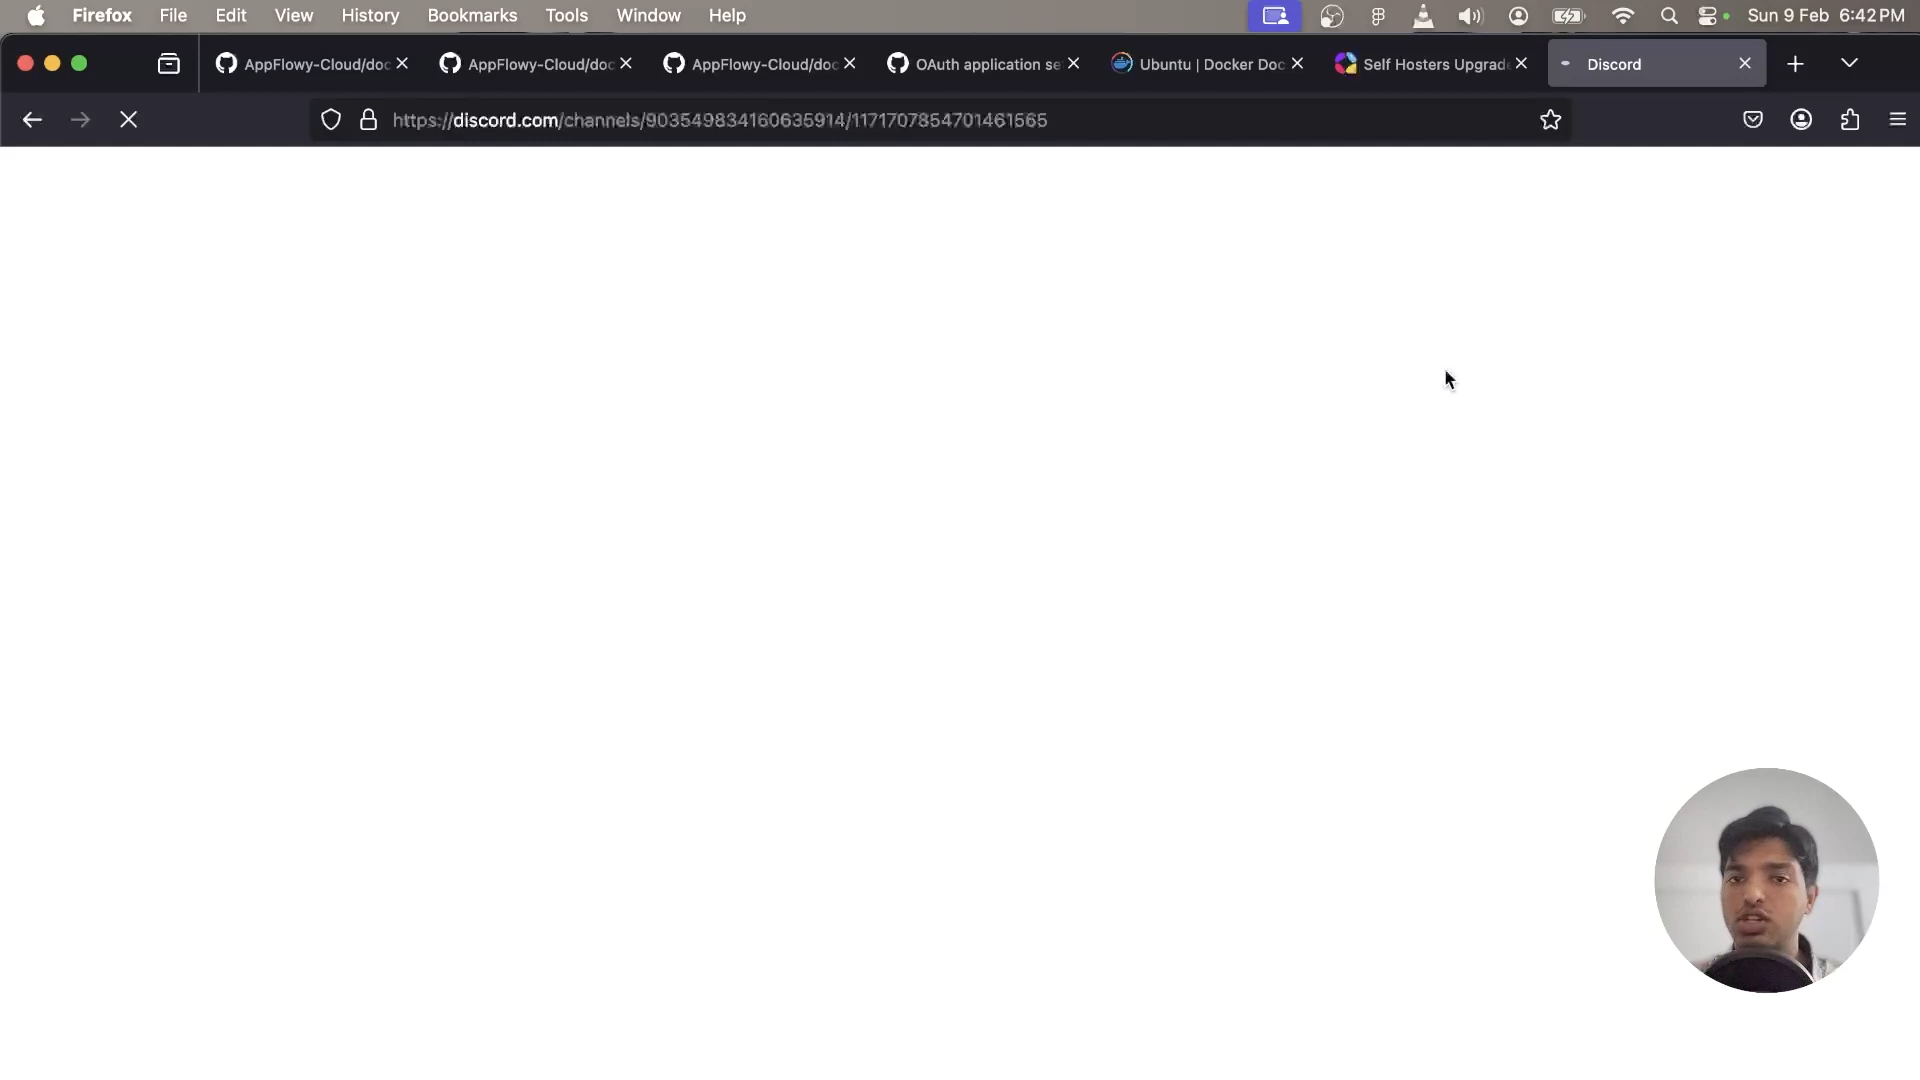 Firefox File Edit View History Bookmarks Tools Window Help Sun 9 Feb 6:42 PM
AppFlowy-Cloud/doc AppFlowy-Cloud/doc AppFlowy-Cloud/doc OAuth application se Ubuntu | Docker Doc Self Hosters Upgrade Discord
https://discord.com/channels/903549834160635914/1171707854701461565